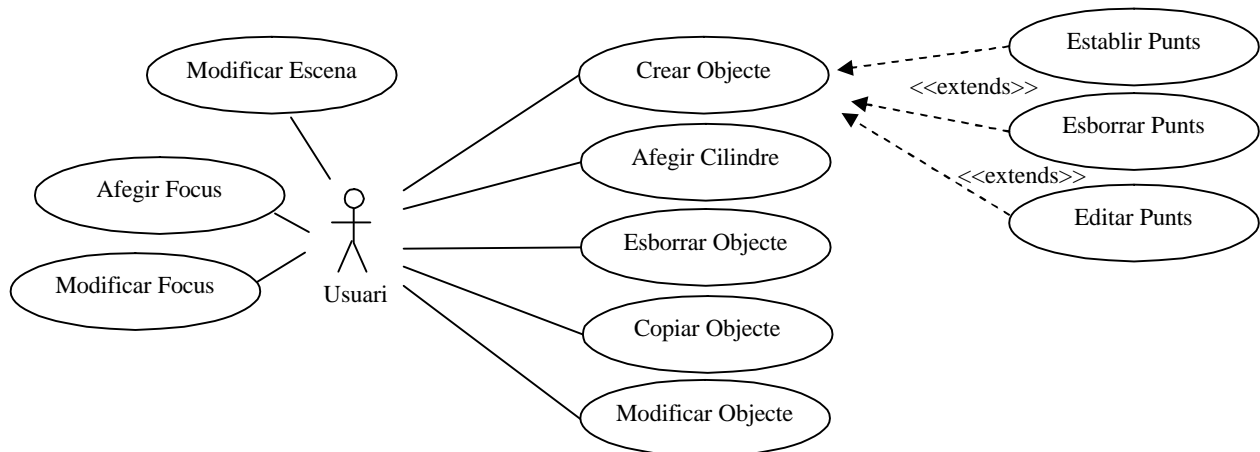 Establir Punts
Modificar Escena
Crear Objecte
<<extends>>
Esborrar Punts
Afegir Cilindre
Afegir Focus
<<extends>>
Editar Punts
Esborrar Objecte
Modificar Focus
Usuari
Copiar Objecte
Modificar Objecte